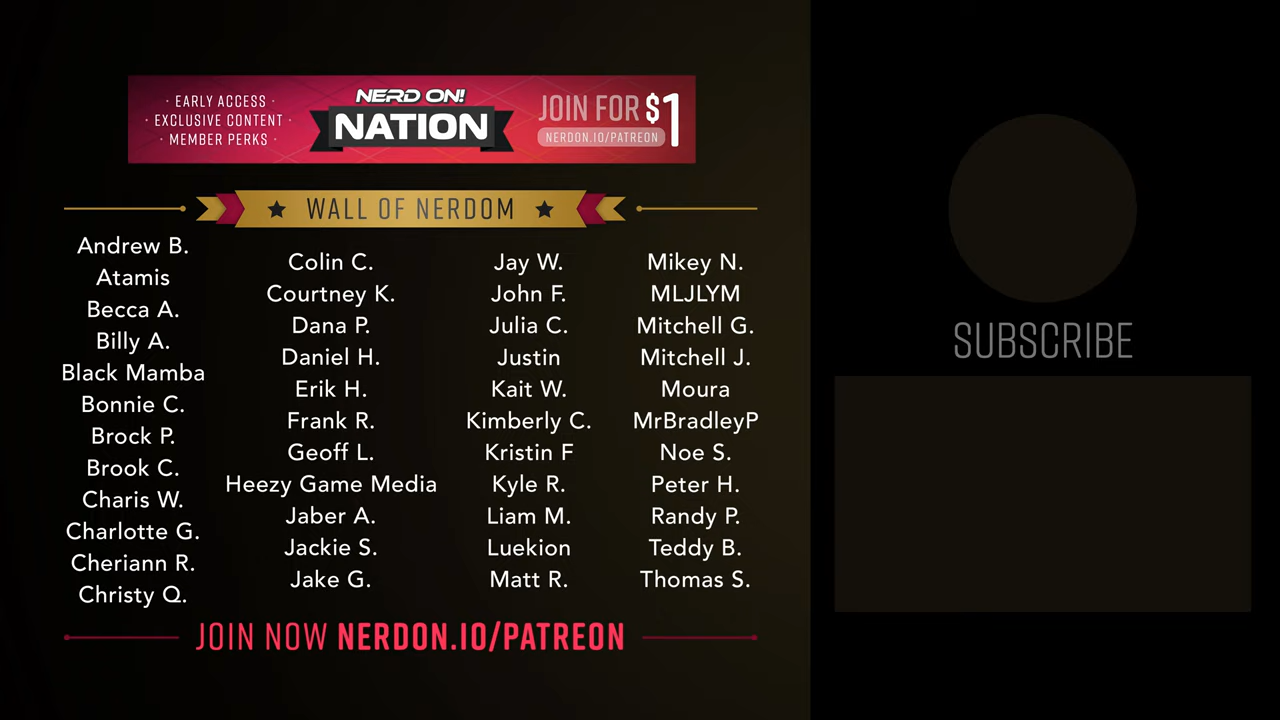 · EARLY ACCESS ·
· EXCLUSIVE CONTENT ·
· MEMBER PERKS ·
NERD ON!
NATION
JOIN FOR $1
NERDON.IO/PATREON
WALL OF NERDOM
Andrew B.
Atamis
Becca A.
Billy A.
Black Mamba
Bonnie C.
Brock P.
Brook C.
Charis W.
Charlotte G.
Cheriann R.
Christy Q.
Colin C.
Courtney K.
Dana P.
Daniel H.
Erik H.
Frank R.
Geoff L.
Heezy Game Media
Jaber A.
Jackie S.
Jake G.
Jay W.
John F.
Julia C.
Justin
Kait W.
Kimberly C.
Kristin F
Kyle R.
Liam M.
Luekion
Matt R.
Mikey N.
MLJLYM
Mitchell G.
Mitchell J.
Moura
MrBradleyP
Noe S.
Peter H.
Randy P.
Teddy B.
Thomas S.
JOIN NOW NERDON.IO/PATREON
SUBSCRIBE